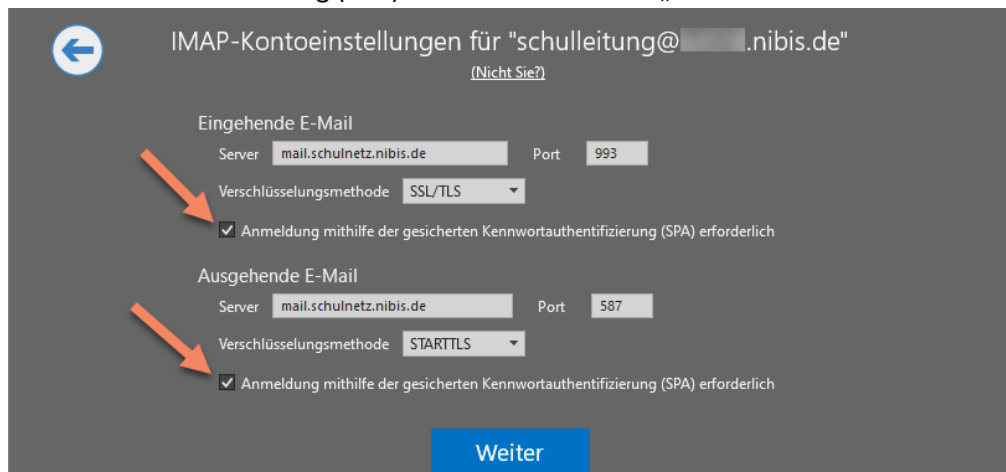 IMAP-Kontoeinstellungen für "schulleitung@ .nibis.de"
(Nicht Sie?)
Eingehende E-Mail
Server mail.schulnetz.nibis.de Port 993
Verschlüsselungsmethode SSL/TLS
Anmeldung mithilfe der gesicherten Kennwortauthentifizierung (SPA) erforderlich
Ausgehende E-Mail
Server mail.schulnetz.nibis.de Port 587
Verschlüsselungsmethode STARTTLS
Anmeldung mithilfe der gesicherten Kennwortauthentifizierung (SPA) erforderlich
Weiter